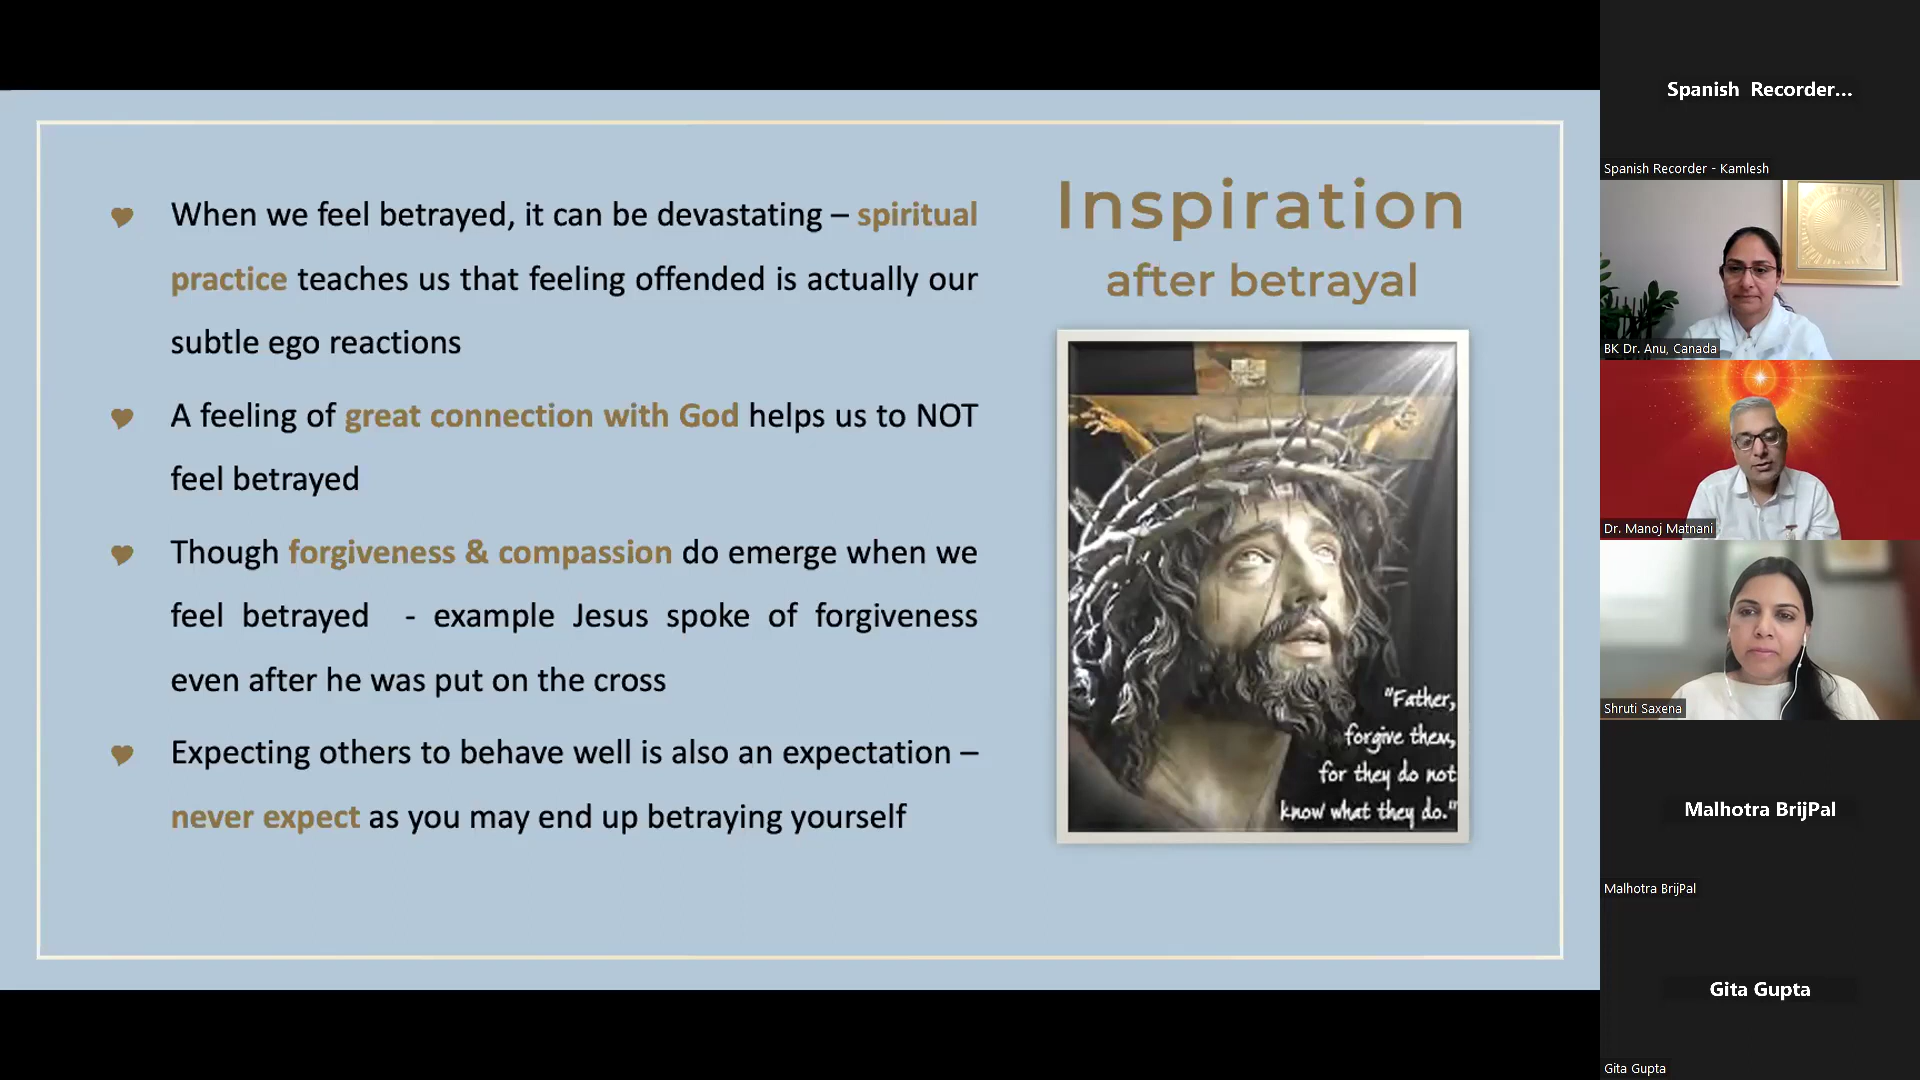 When we feel betrayed, it can be devastating – spiritual
practice teaches us that feeling offended is actually our
subtle ego reactions
A feeling of great connection with God helps us to NOT
feel betrayed
Though forgiveness & compassion do emerge when we
feel betrayed - example Jesus spoke of forgiveness
even after he was put on the cross
Expecting others to behave well is also an expectation –
never expect as you may end up betraying yourself
Inspiration
after betrayal
"Father,
forgive them,
for they do not
know what they do."
Spanish Recorder...
Spanish Recorder - Kamlesh
BK Dr. Anu, Canada
Dr. Manoj Matnani
Shruti Saxena
Malhotra BrijPal
Malhotra BrijPal
Gita Gupta
Gita Gupta